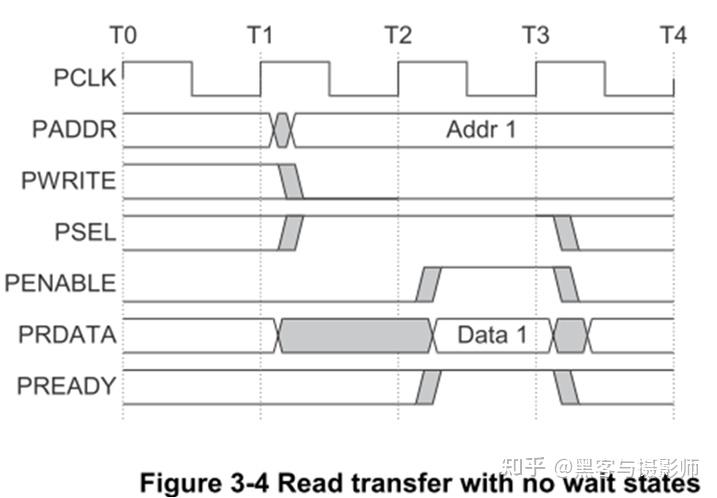 T0 T1 T2 T3 T4
PCLK
PADDR Addr 1
PWRITE
PSEL
PENABLE
PRDATA Data 1
PREADY
知乎 @黑客与摄影师
Figure 3-4 Read transfer with no wait states